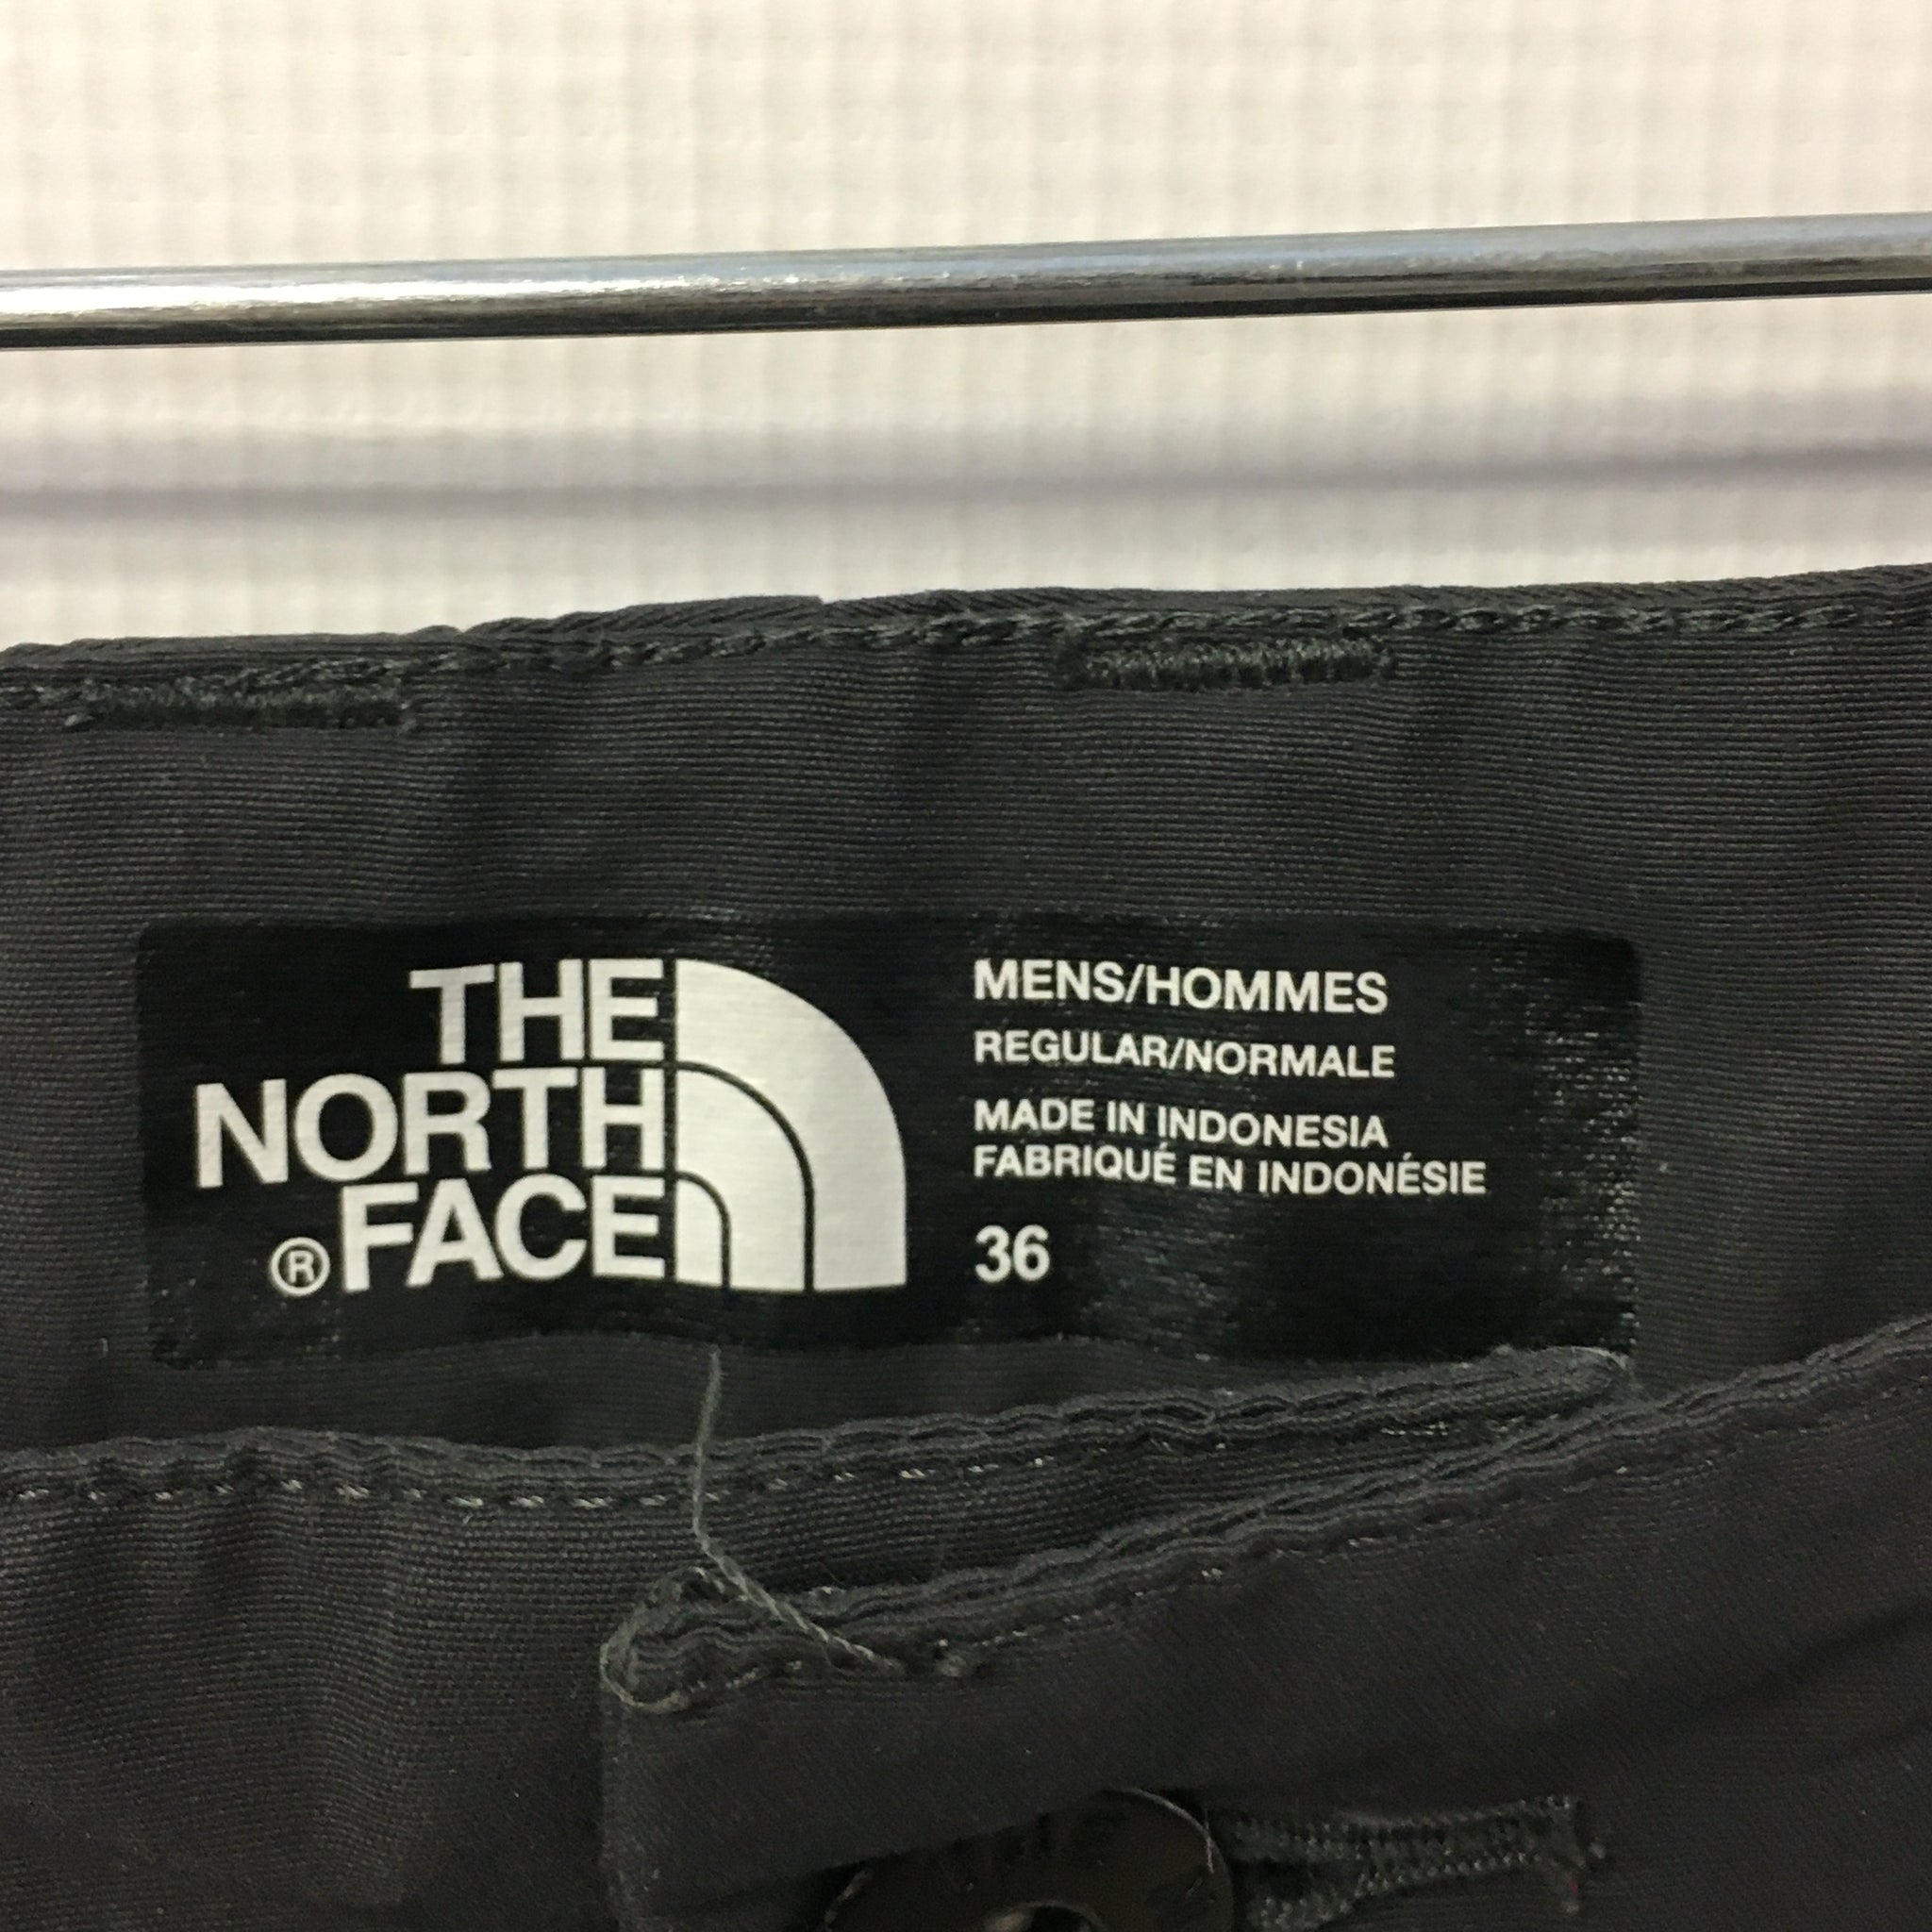 THE
NORTH
®FACE
MENS/HOMMES
REGULAR/NORMALE
MADE IN INDONESIA
FABRIQUÉ EN INDONÉSIE
36